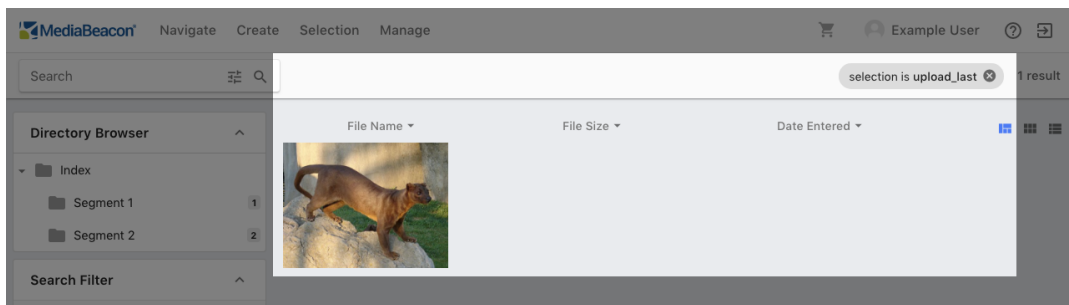 MediaBeacon® Navigate Create Selection Manage Example User
Search selection is upload_last 1 result
Directory Browser File Name File Size Date Entered
Index
Segment 1 1
Segment 2 2
Search Filter